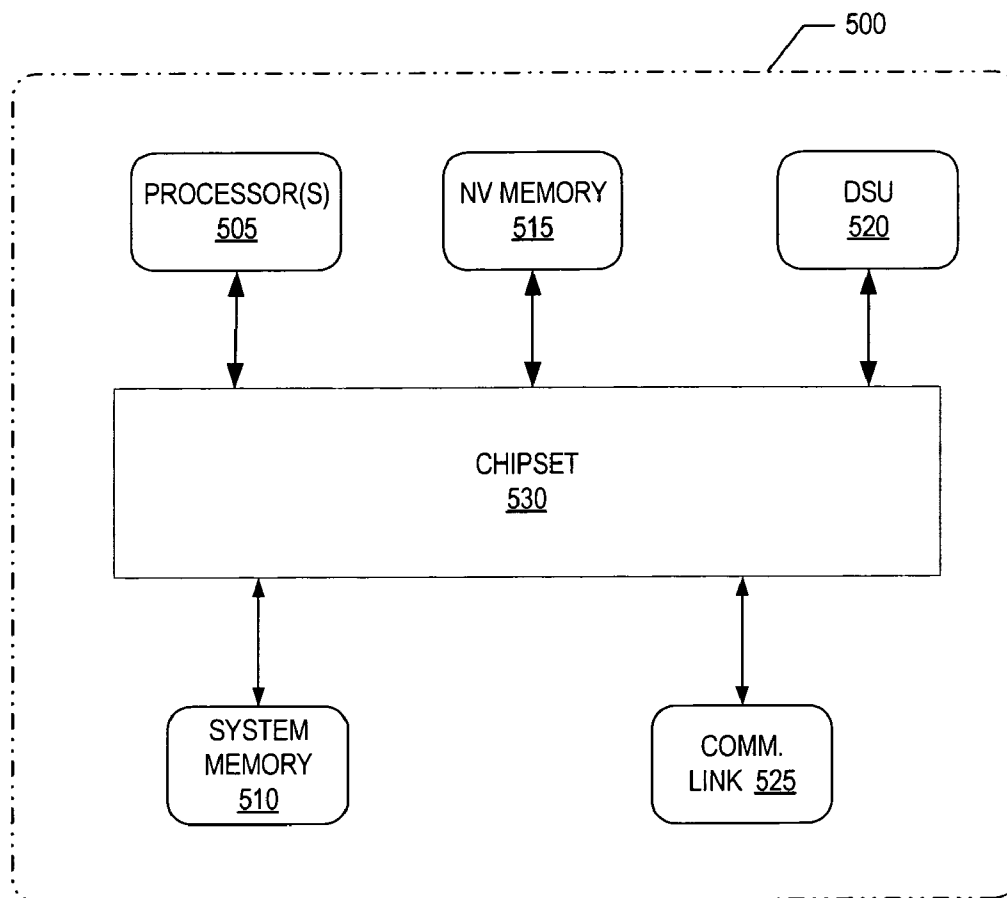 500
PROCESSOR(S)
505
NV MEMORY
515
DSU
520
CHIPSET
530
SYSTEM
MEMORY
510
COMM.
LINK 525